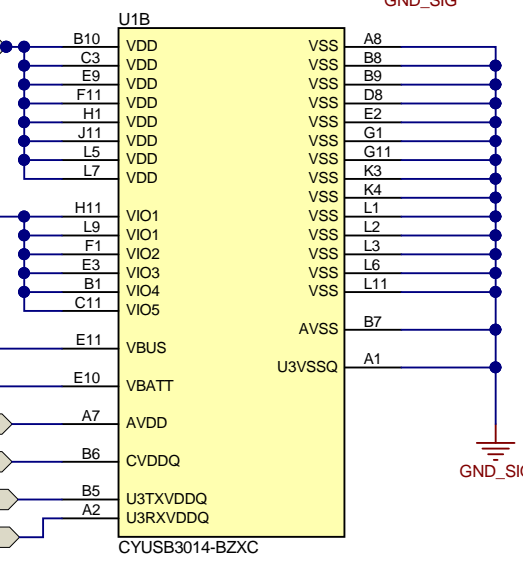 GND_SIG
U1B
B10 VDD VSS A8
C3 VDD VSS B8
E9 VDD VSS B9
F11 VDD VSS D8
H1 VDD VSS E2
J11 VDD VSS G1
L5 VDD VSS G11
L7 VDD VSS K3
VSS K4
H11 VIO1 VSS L1
L9 VIO1 VSS L2
F1 VIO2 VSS L3
E3 VIO3 VSS L6
B1 VIO4 VSS L11
C11 VIO5
AVSS B7
E11 VBUS
U3VSSQ A1
E10 VBATT
A7 AVDD
B6 CVDDQ
GND_SIG
B5 U3TXVDDQ
A2 U3RXVDDQ
CYUSB3014-BZXC